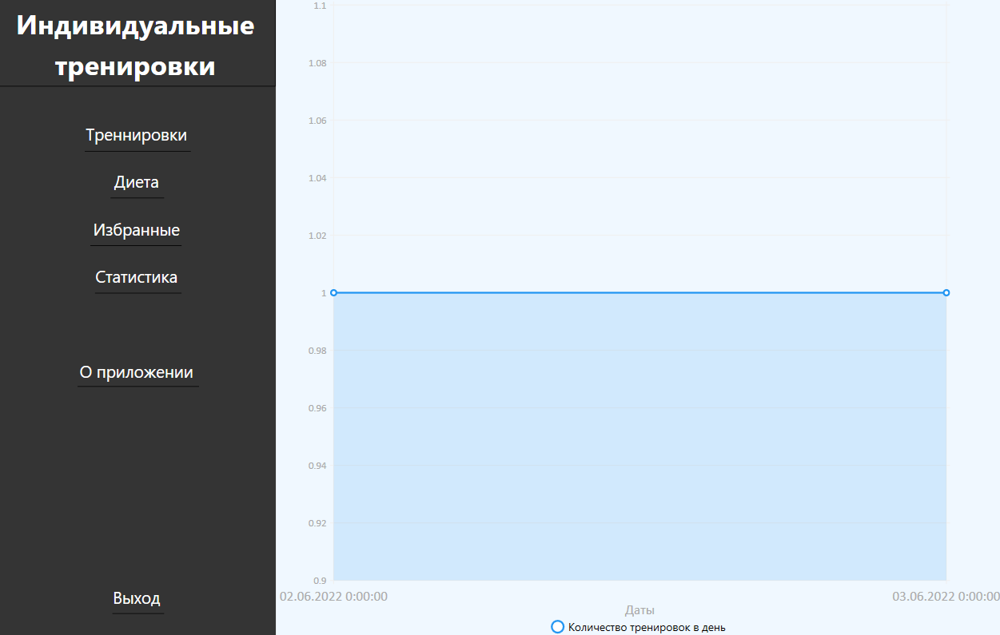 Индивидуальные
тренировки
Треннировки
Диета
Избранные
Статистика
О приложении
Выход
1.1
1.08
1.06
1.04
1.02
1
0.98
0.96
0.94
0.92
0.9
02.06.2022 0:00:00 03.06.2022 0:00:00
Даты
Количество тренировок в день